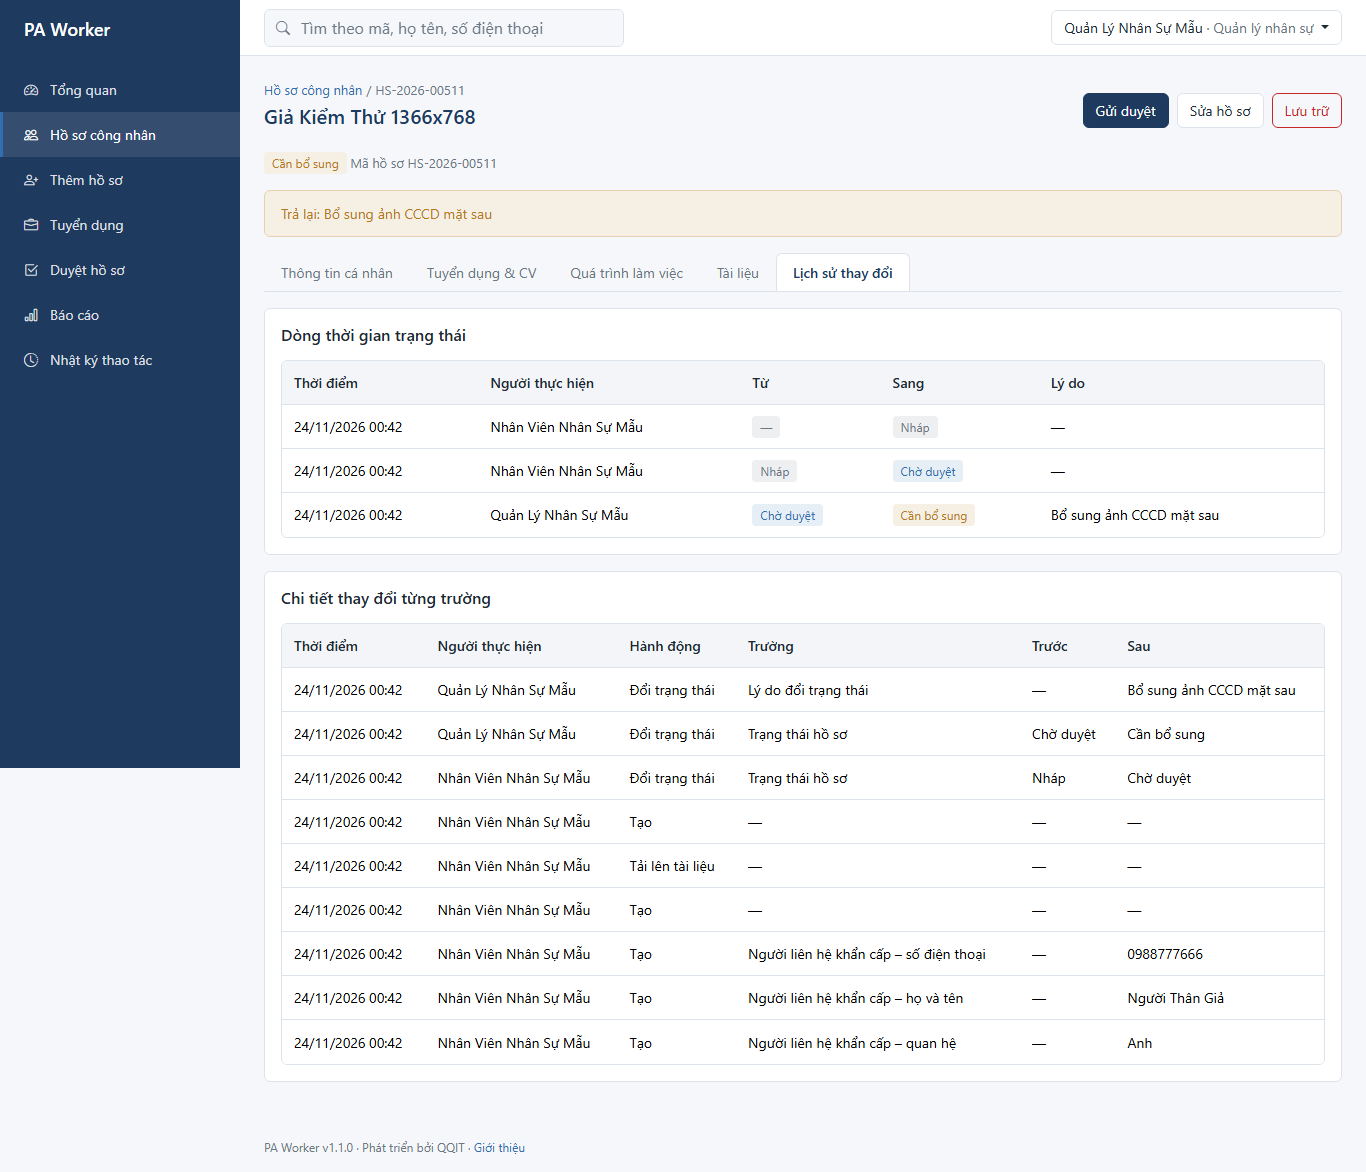 PA Worker
Tìm theo mã, họ tên, số điện thoại
Quản Lý Nhân Sự Mẫu · Quản lý nhân sự
Tổng quan
Hồ sơ công nhân
Thêm hồ sơ
Tuyển dụng
Duyệt hồ sơ
Báo cáo
Nhật ký thao tác
Hồ sơ công nhân / HS-2026-00511
Giả Kiểm Thử 1366x768
Gửi duyệt Sửa hồ sơ Lưu trữ
Cần bổ sung Mã hồ sơ HS-2026-00511
Trả lại: Bổ sung ảnh CCCD mặt sau
Thông tin cá nhân Tuyển dụng & CV Quá trình làm việc Tài liệu Lịch sử thay đổi
Dòng thời gian trạng thái
Thời điểm Người thực hiện Từ Sang Lý do
24/11/2026 00:42 Nhân Viên Nhân Sự Mẫu — Nháp —
24/11/2026 00:42 Nhân Viên Nhân Sự Mẫu Nháp Chờ duyệt —
24/11/2026 00:42 Quản Lý Nhân Sự Mẫu Chờ duyệt Cần bổ sung Bổ sung ảnh CCCD mặt sau
Chi tiết thay đổi từng trường
Thời điểm Người thực hiện Hành động Trường Trước Sau
24/11/2026 00:42 Quản Lý Nhân Sự Mẫu Đổi trạng thái Lý do đổi trạng thái — Bổ sung ảnh CCCD mặt sau
24/11/2026 00:42 Quản Lý Nhân Sự Mẫu Đổi trạng thái Trạng thái hồ sơ Chờ duyệt Cần bổ sung
24/11/2026 00:42 Nhân Viên Nhân Sự Mẫu Đổi trạng thái Trạng thái hồ sơ Nháp Chờ duyệt
24/11/2026 00:42 Nhân Viên Nhân Sự Mẫu Tạo — — —
24/11/2026 00:42 Nhân Viên Nhân Sự Mẫu Tải lên tài liệu — — —
24/11/2026 00:42 Nhân Viên Nhân Sự Mẫu Tạo — — —
24/11/2026 00:42 Nhân Viên Nhân Sự Mẫu Tạo Người liên hệ khẩn cấp – số điện thoại — 0988777666
24/11/2026 00:42 Nhân Viên Nhân Sự Mẫu Tạo Người liên hệ khẩn cấp – họ và tên — Người Thân Giả
24/11/2026 00:42 Nhân Viên Nhân Sự Mẫu Tạo Người liên hệ khẩn cấp – quan hệ — Anh
PA Worker v1.1.0 · Phát triển bởi QQIT · Giới thiệu